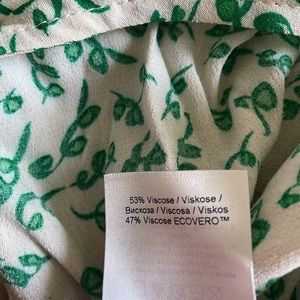 53% Viscose / Viskose /
Вискоза / Viscosa / Viskos
47% Viscose ECOVERO™